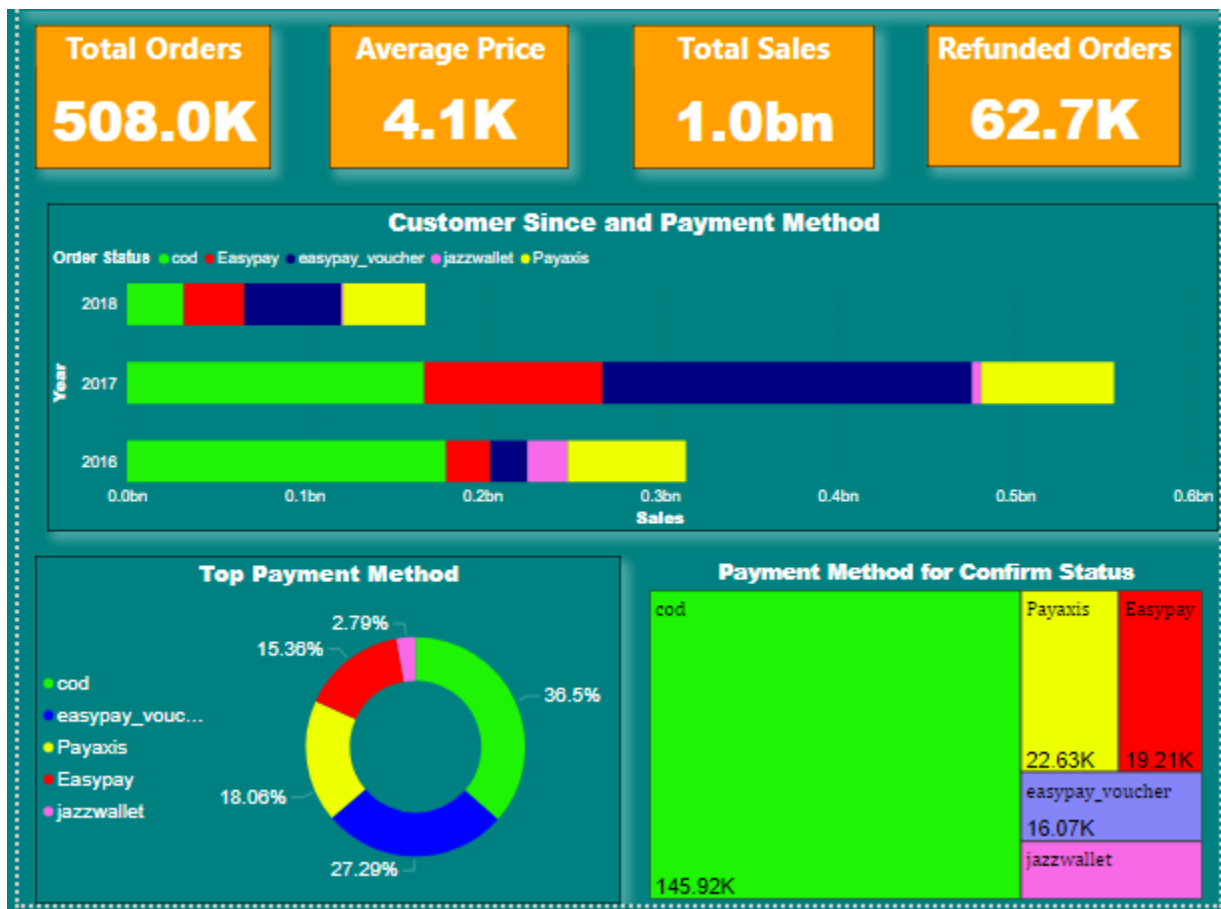 Total Orders
508.0K
Average Price
4.1K
Total Sales
1.0bn
Refunded Orders
62.7K
Customer Since and Payment Method
Order Status cod Easypay easypay_voucher jazzwallet Payaxis
2018
2017
2016
Year
0.0bn 0.1bn 0.2bn 0.3bn 0.4bn 0.5bn 0.6bn
Sales
Top Payment Method
cod
easypay_vouc...
Payaxis
Easypay
jazzwallet
2.79%
15.36%
36.5%
18.06%
27.29%
Payment Method for Confirm Status
cod
145.92K
Payaxis
22.63K
Easypay
19.21K
easypay_voucher
16.07K
jazzwallet